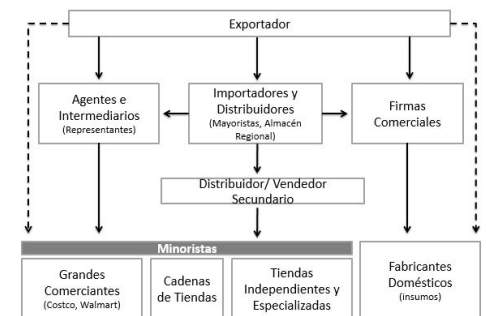 Exportador
Agentes e
Intermediarios
(Representantes)
Importadores y
Distribuidores
(Mayoristas, Almacén
Regional)
Firmas
Comerciales
Distribuidor/ Vendedor
Secundario
Minoristas
Grandes
Comerciantes
(Costco, Walmart)
Cadenas
de Tiendas
Tiendas
Independientes y
Especializadas
Fabricantes
Domésticos
(insumos)